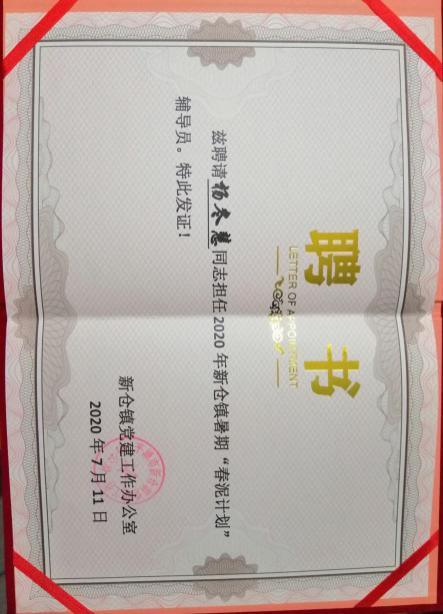 聘书
LETTER OF APPOINTMENT
兹聘请杨冬慧同志担任2020年新仓镇暑期“春泥计划”
辅导员。特此发证！
新仓镇党建工作办公室
2020年7月11日